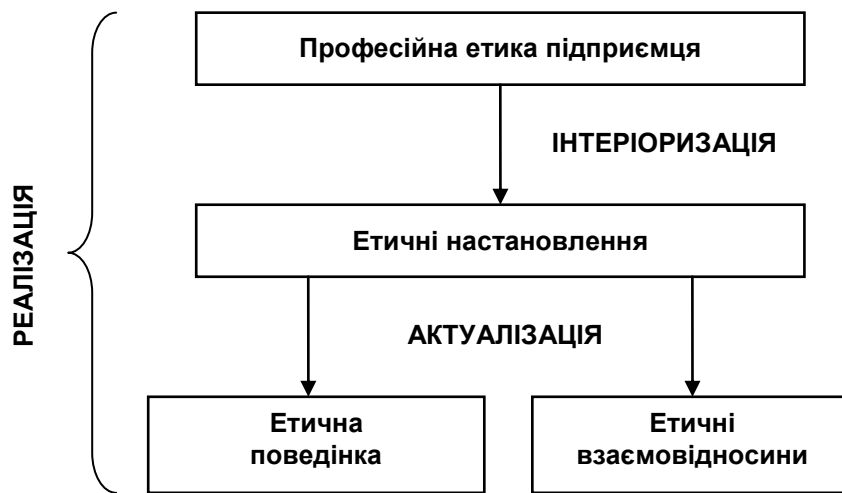 Професійна етика підприємця
ІНТЕРІОРИЗАЦІЯ
РЕАЛІЗАЦІЯ
Етичні настановлення
АКТУАЛІЗАЦІЯ
Етична
поведінка
Етичні
взаємовідносини